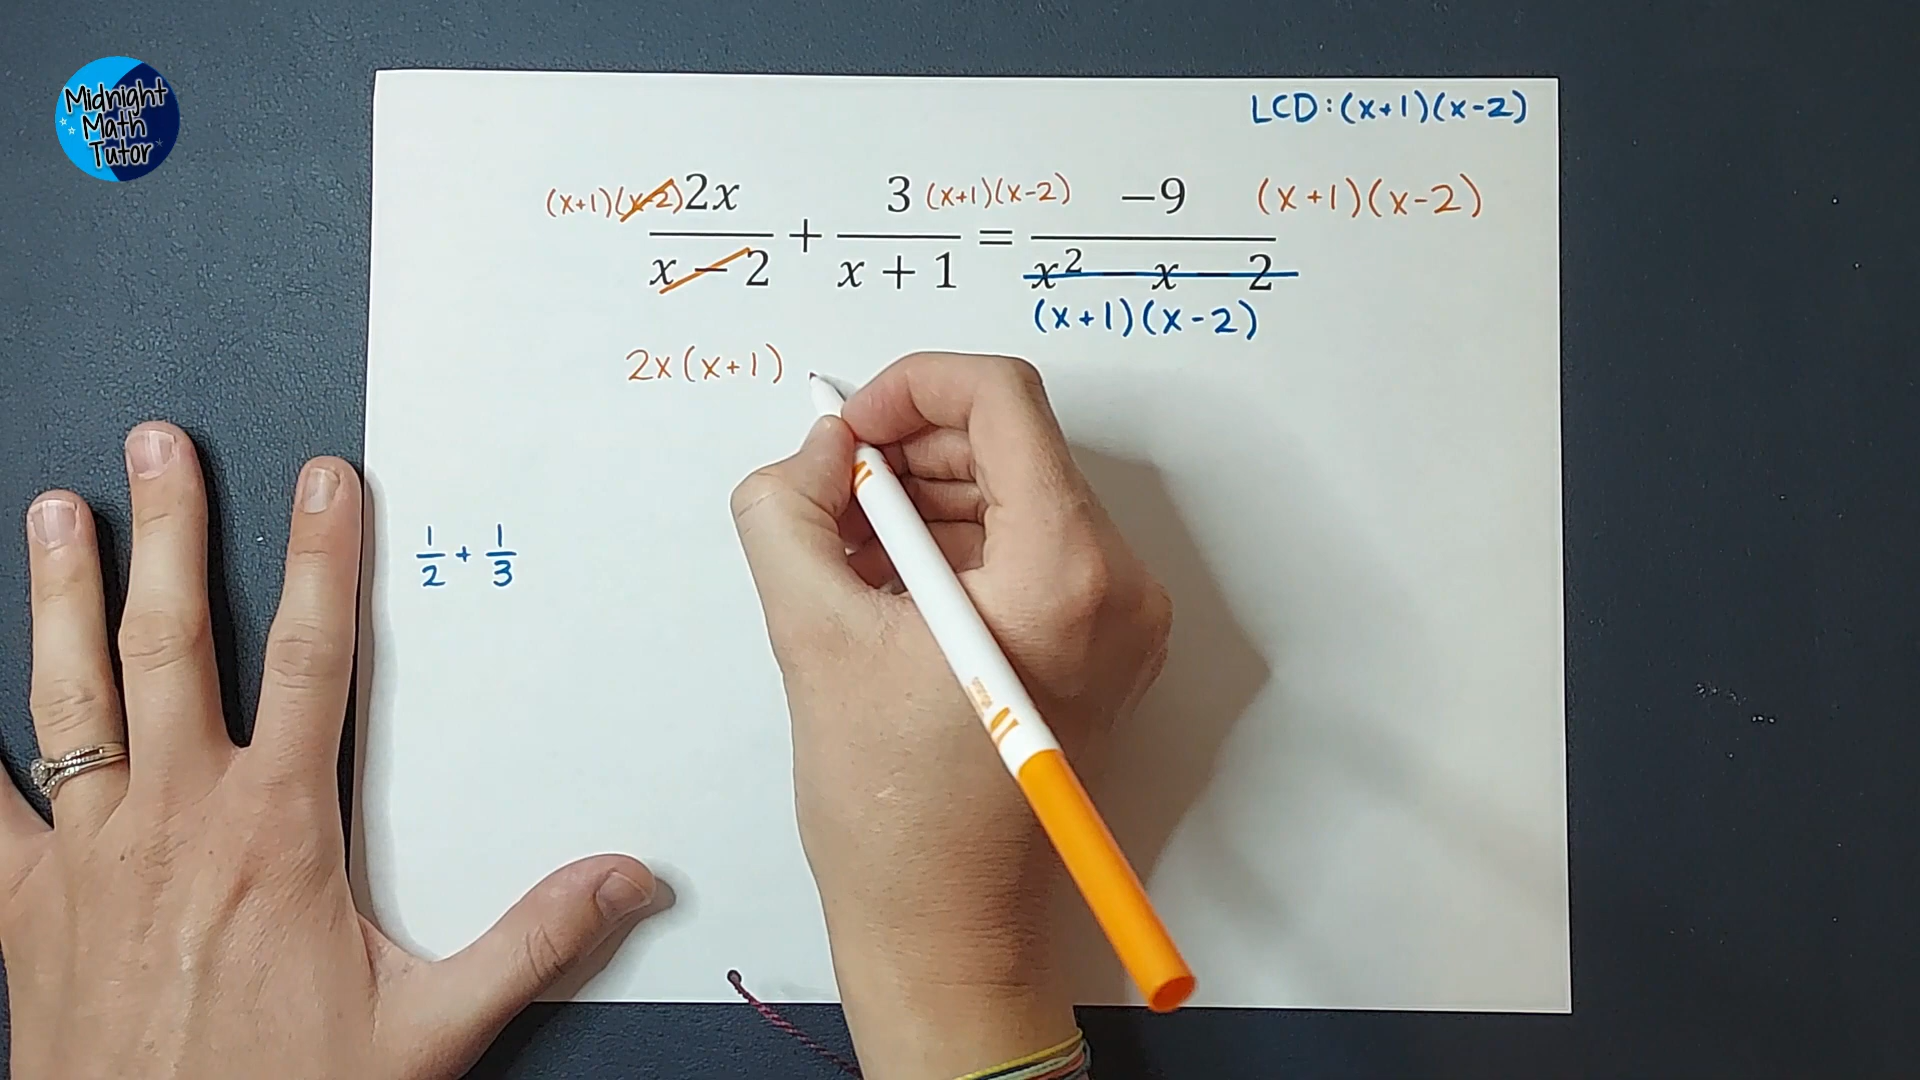 Midnight
Math
Tutor
LCD: (x+1)(x-2)
(x+1)(x-2) 2x / x - 2 + 3 (x+1)(x-2) / x + 1 = -9 (x+1)(x-2) / x² - x - 2
(x+1)(x-2)
2x(x+1)
1/2 + 1/3